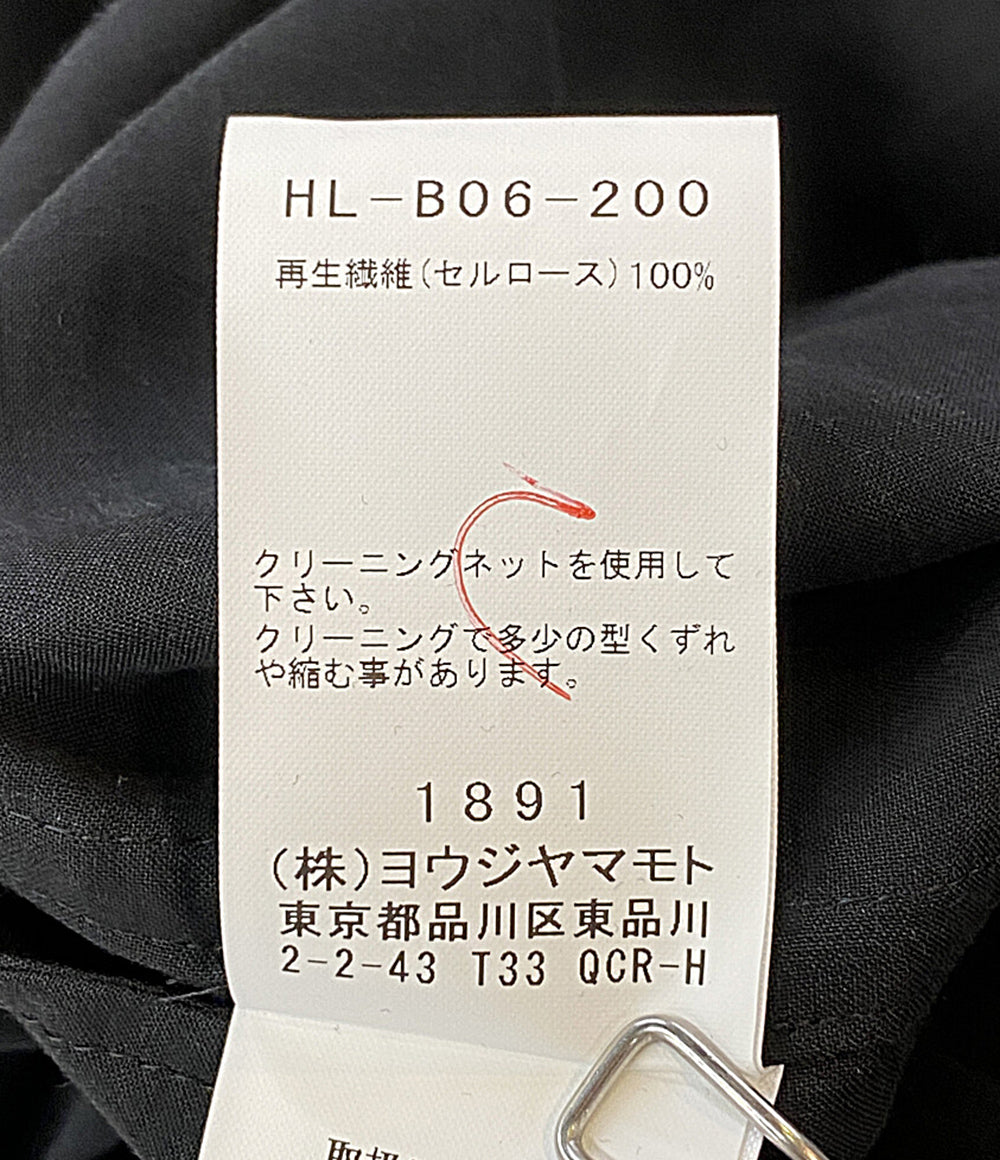 HL-B06-200
再生繊維(セルロース)100%
クリーニングネットを使用して
下さい。
クリーニングで多少の型くずれ
や縮む事があります。
1891
(株)ヨウジヤマモト
東京都品川区東品川
2-2-43 T33 QCR-H